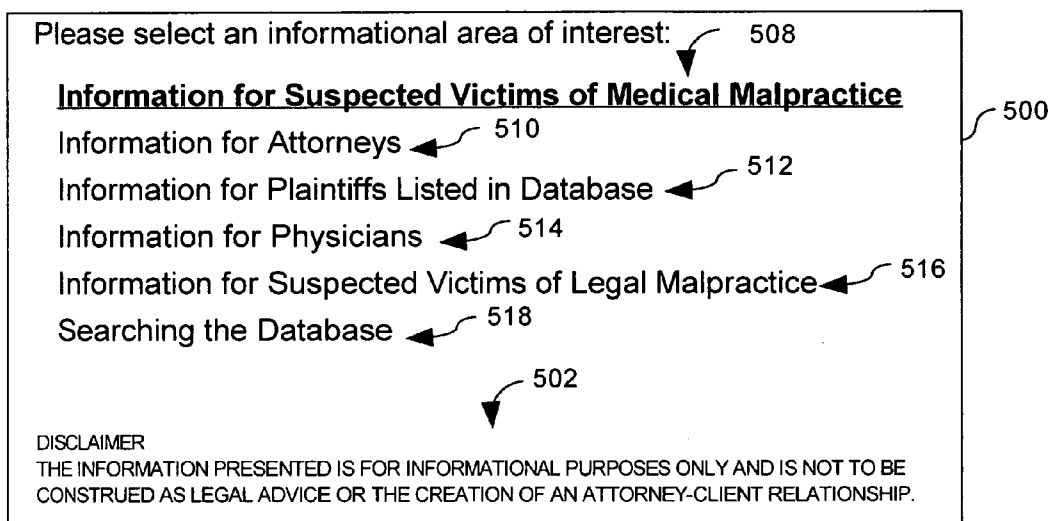 Please select an informational area of interest: 508
Information for Suspected Victims of Medical Malpractice
500
Information for Attorneys 510
Information for Plaintiffs Listed in Database 512
Information for Physicians 514
Information for Suspected Victims of Legal Malpractice 516
Searching the Database 518
502
DISCLAIMER
THE INFORMATION PRESENTED IS FOR INFORMATIONAL PURPOSES ONLY AND IS NOT TO BE
CONSTRUED AS LEGAL ADVICE OR THE CREATION OF AN ATTORNEY-CLIENT RELATIONSHIP.